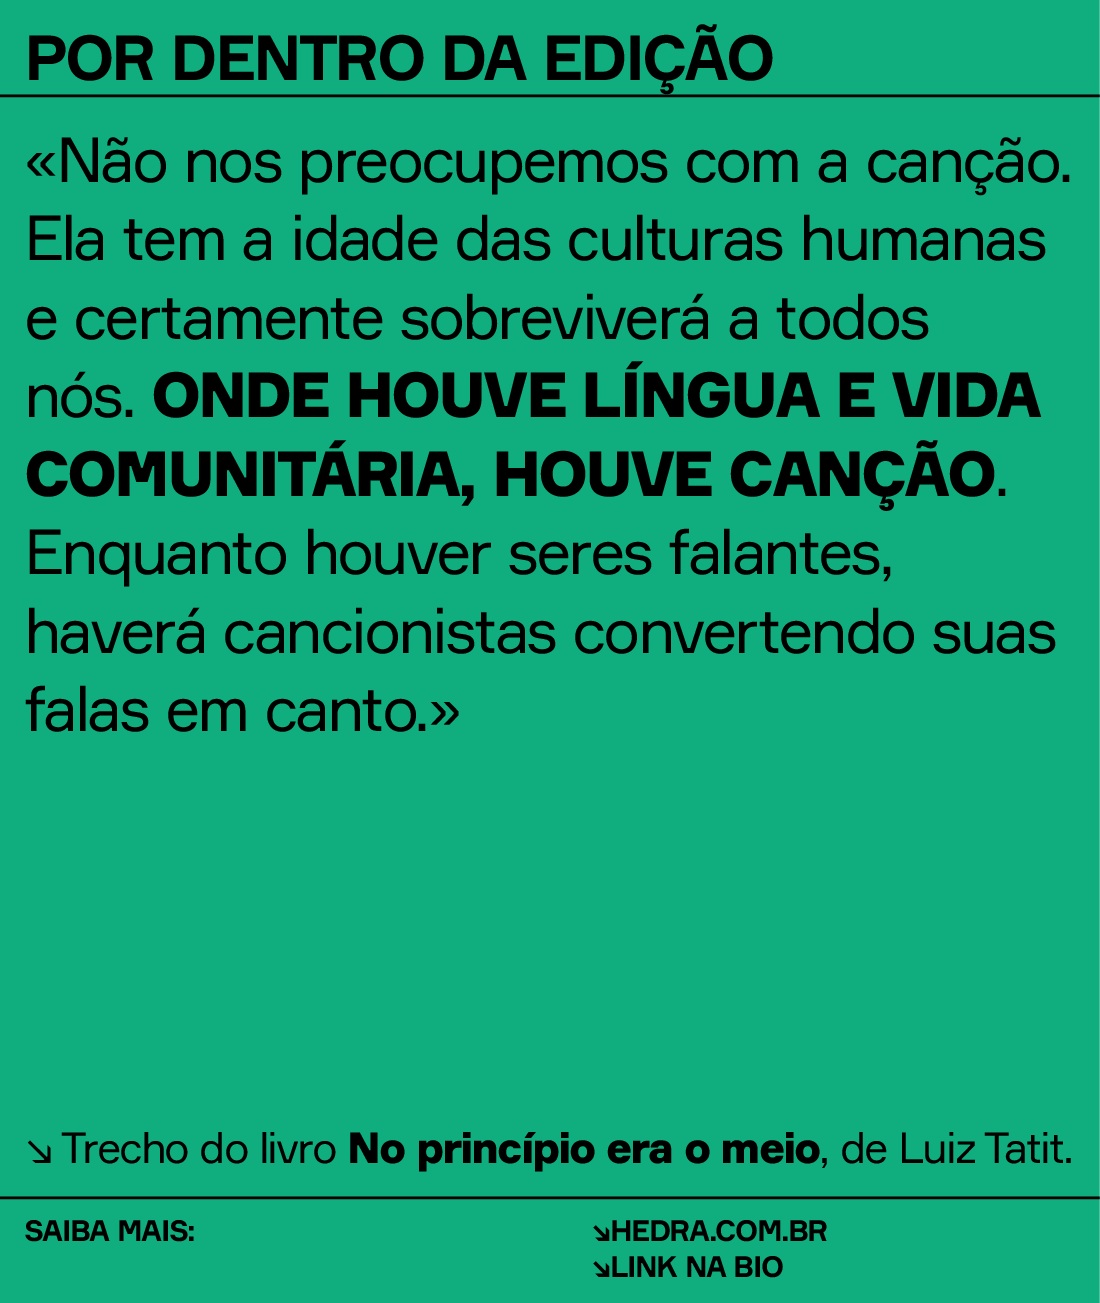 POR DENTRO DA EDIÇÃO
«Não nos preocupemos com a canção.
Ela tem a idade das culturas humanas
e certamente sobreviverá a todos
nós. ONDE HOUVE LÍNGUA E VIDA
COMUNITÁRIA, HOUVE CANÇÃO.
Enquanto houver seres falantes,
haverá cancionistas convertendo suas
falas em canto.»
↘ Trecho do livro No princípio era o meio, de Luiz Tatit.
SAIBA MAIS:
↘HEDRA.COM.BR
↘LINK NA BIO